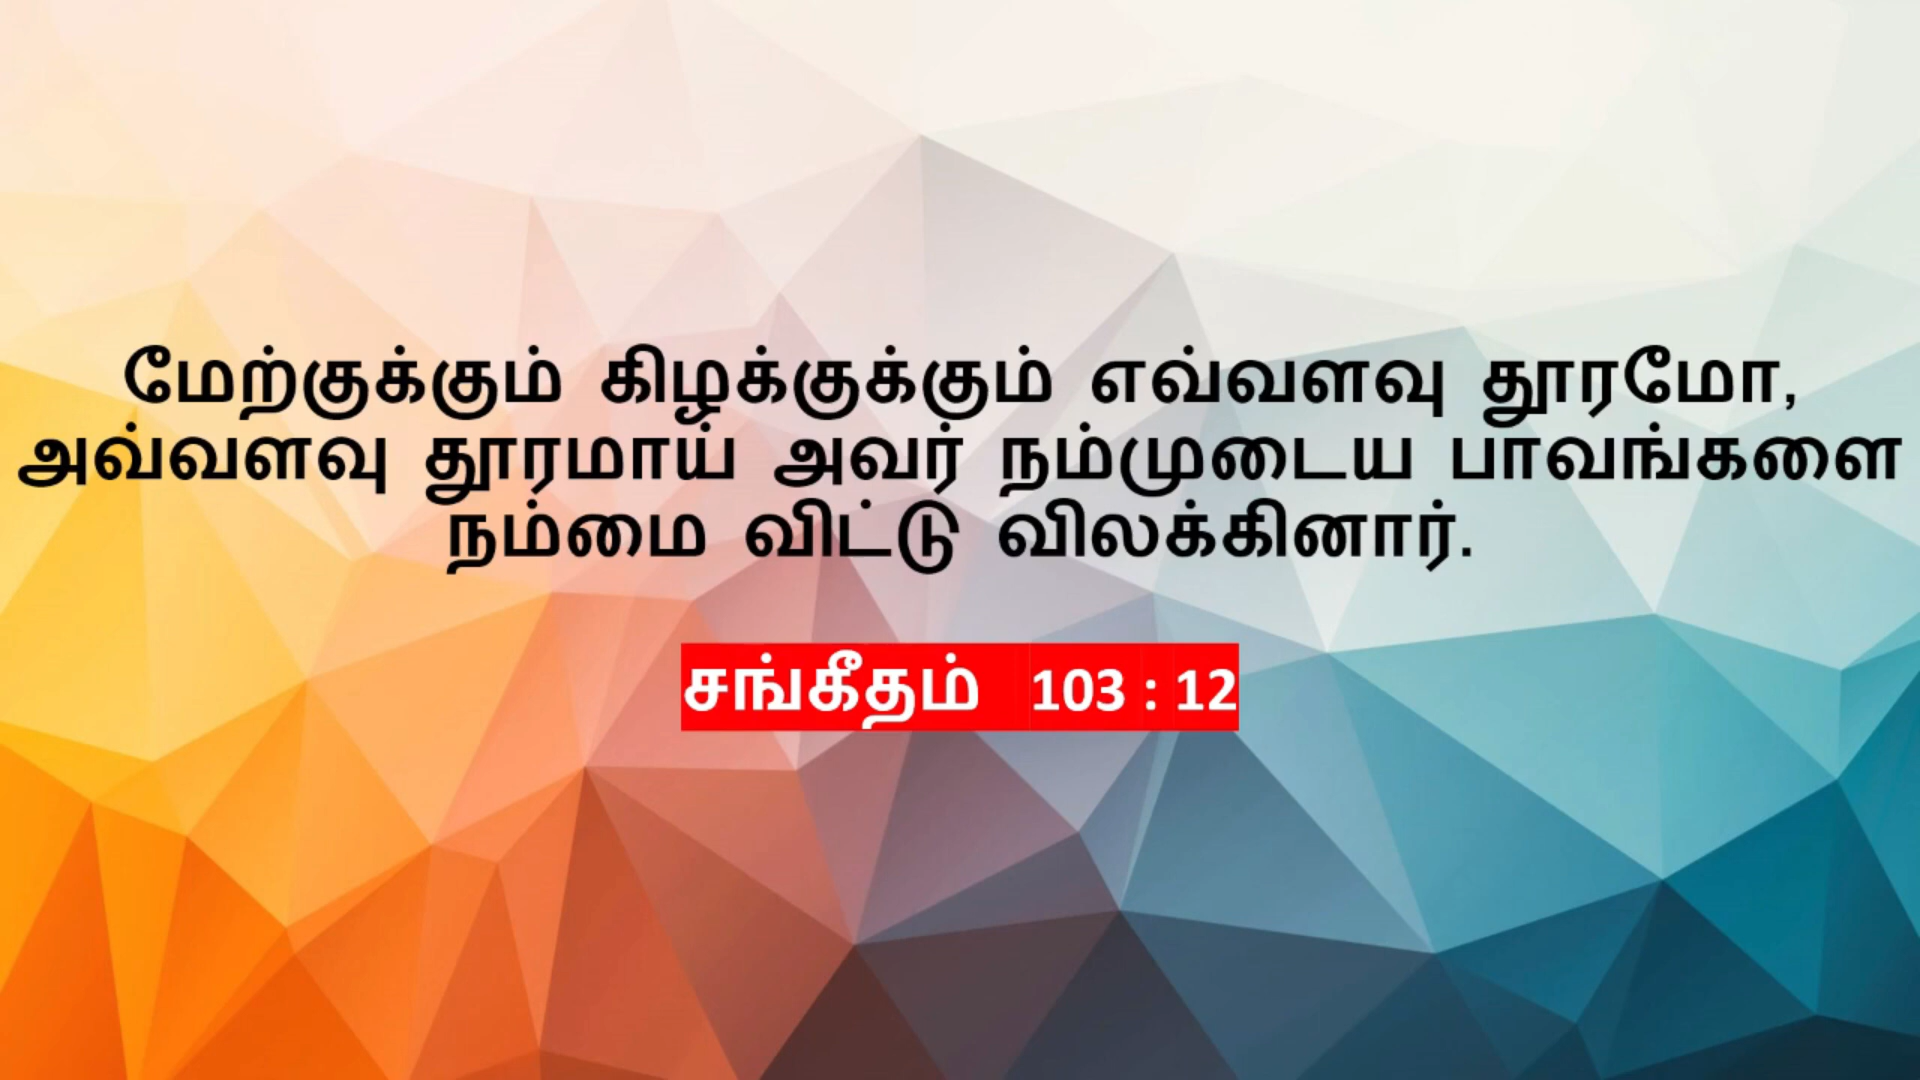 மேற்குக்கும் கிழக்குக்கும் எவ்வளவு தூரமோ,
அவ்வளவு தூரமாய் அவர் நம்முடைய பாவங்களை
நம்மை விட்டு விலக்கினார்.
சங்கீதம் 103 : 12